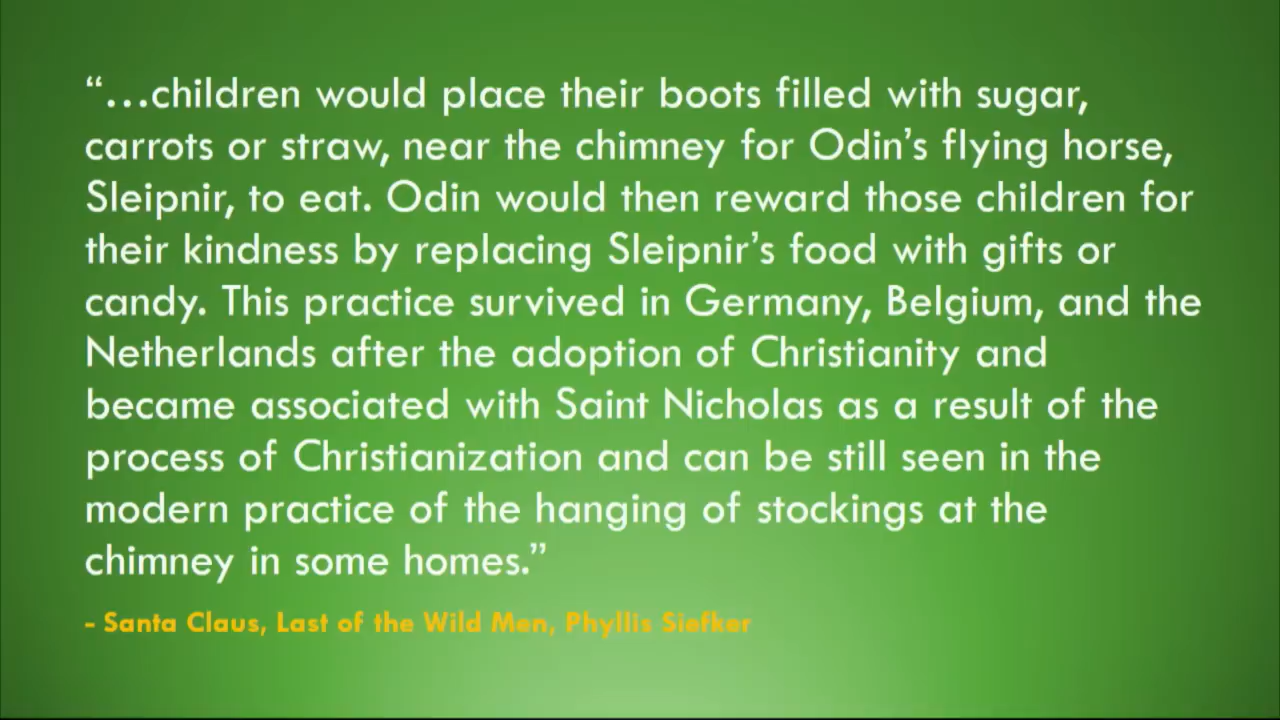 “…children would place their boots filled with sugar,
carrots or straw, near the chimney for Odin’s flying horse,
Sleipnir, to eat. Odin would then reward those children for
their kindness by replacing Sleipnir’s food with gifts or
candy. This practice survived in Germany, Belgium, and the
Netherlands after the adoption of Christianity and
became associated with Saint Nicholas as a result of the
process of Christianization and can be still seen in the
modern practice of the hanging of stockings at the
chimney in some homes.”
- Santa Claus, Last of the Wild Men, Phyllis Siefker